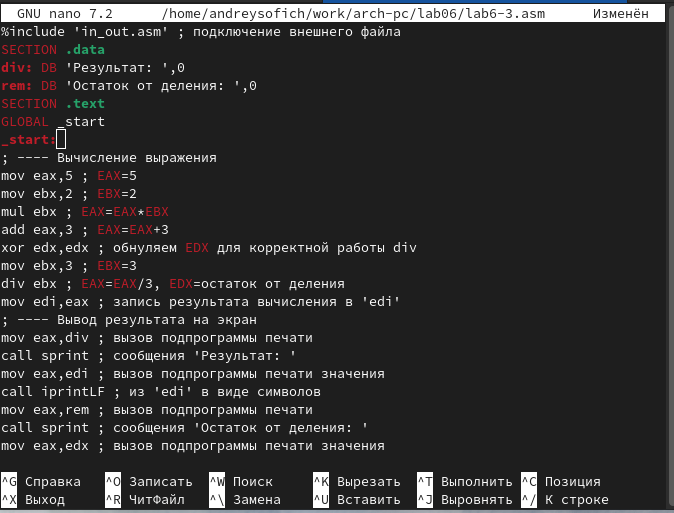 GNU nano 7.2 /home/andreysofich/work/arch-pc/lab06/lab6-3.asm Изменён
%include 'in_out.asm' ; подключение внешнего файла
SECTION .data
div: DB 'Результат: ',0
rem: DB 'Остаток от деления: ',0
SECTION .text
GLOBAL _start
_start:
; ---- Вычисление выражения
mov eax,5 ; EAX=5
mov ebx,2 ; EBX=2
mul ebx ; EAX=EAX*EBX
add eax,3 ; EAX=EAX+3
xor edx,edx ; обнуляем EDX для корректной работы div
mov ebx,3 ; EBX=3
div ebx ; EAX=EAX/3, EDX=остаток от деления
mov edi,eax ; запись результата вычисления в 'edi'
; ---- Вывод результата на экран
mov eax,div ; вызов подпрограммы печати
call sprint ; сообщения 'Результат: '
mov eax,edi ; вызов подпрограммы печати значения
call iprintLF ; из 'edi' в виде символов
mov eax,rem ; вызов подпрограммы печати
call sprint ; сообщения 'Остаток от деления: '
mov eax,edx ; вызов подпрограммы печати значения
^G Справка ^O Записать ^W Поиск ^K Вырезать ^T Выполнить ^C Позиция
^X Выход ^R ЧитФайл ^\ Замена ^U Вставить ^J Выровнять ^/ К строке